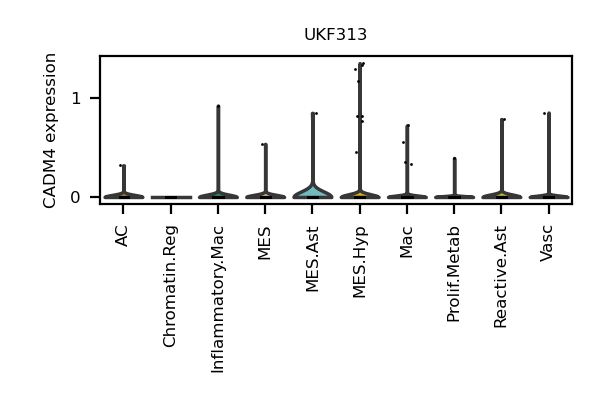 UKF313
CADM4 expression
1
0
AC
Chromatin.Reg
Inflammatory.Mac
MES
MES.Ast
MES.Hyp
Mac
Prolif.Metab
Reactive.Ast
Vasc